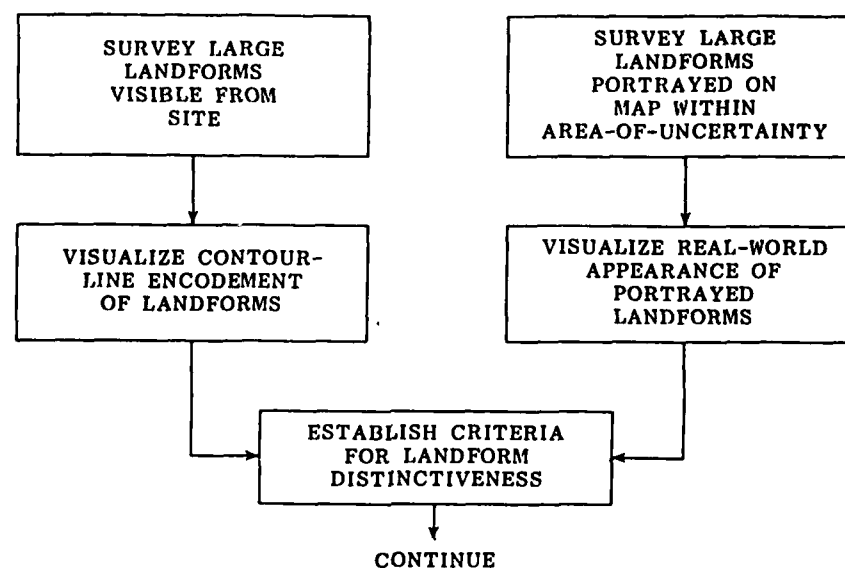 SURVEY LARGE
LANDFORMS
VISIBLE FROM
SITE
SURVEY LARGE
LANDFORMS
PORTRAYED ON
MAP WITHIN
AREA-OF-UNCERTAINTY
VISUALIZE CONTOUR-
LINE ENCODEMENT
OF LANDFORMS
VISUALIZE REAL-WORLD
APPEARANCE OF
PORTRAYED
LANDFORMS
ESTABLISH CRITERIA
FOR LANDFORM
DISTINCTIVENESS
CONTINUE